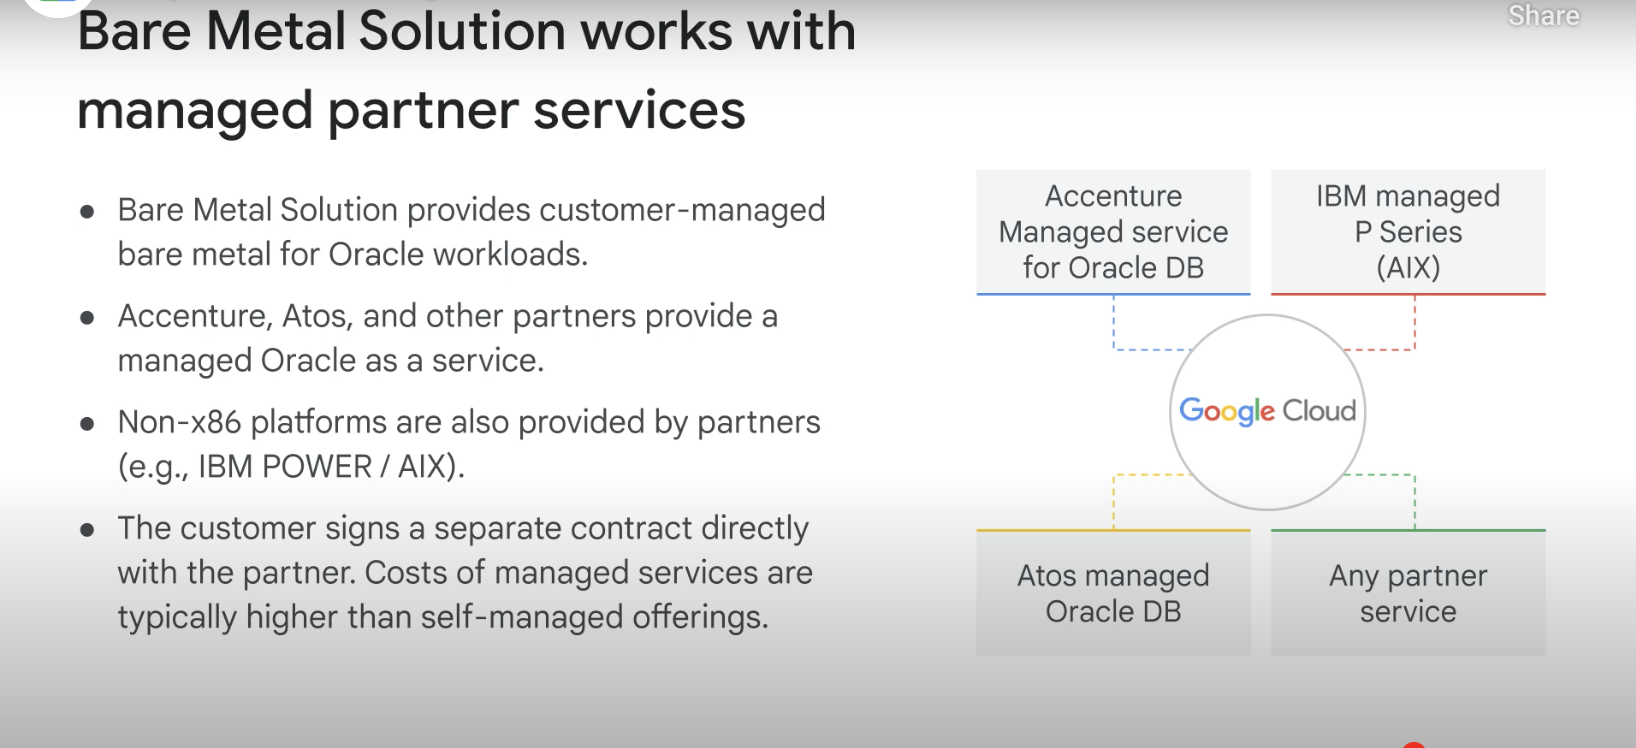 Share
Bare Metal Solution works with
managed partner services
● Bare Metal Solution provides customer-managed
bare metal for Oracle workloads.
● Accenture, Atos, and other partners provide a
managed Oracle as a service.
● Non-x86 platforms are also provided by partners
(e.g., IBM POWER / AIX).
● The customer signs a separate contract directly
with the partner. Costs of managed services are
typically higher than self-managed offerings.
Accenture
Managed service
for Oracle DB
IBM managed
P Series
(AIX)
Google Cloud
Atos managed
Oracle DB
Any partner
service